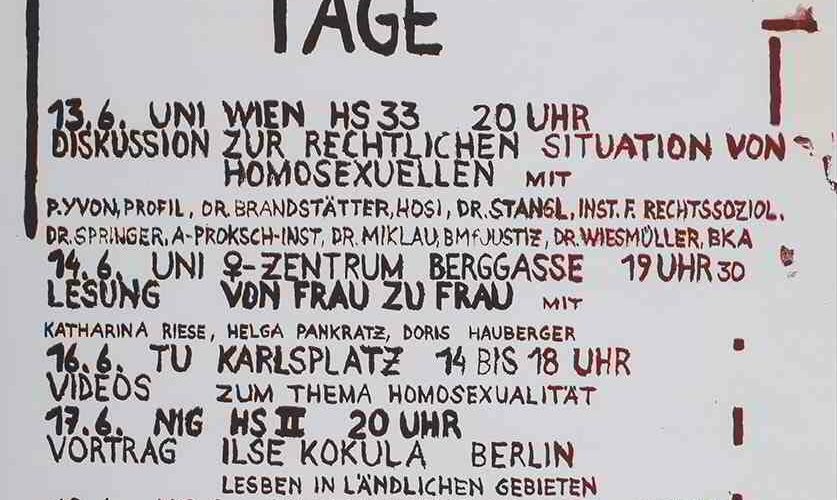 TAGE
13.6. UNI WIEN HS 33 20 UHR
DISKUSSION ZUR RECHTLICHEN SITUATION VON
HOMOSEXUELLEN MIT
P. YVON, PROFIL, DR. BRANDSTÄTTER, HOSI, DR. STANGL, INST. F. RECHTSSOZIOL.
DR. SPRINGER, A-PROKSCH-INST, DR. MIKLAU, BMFJUSTIZ, DR. WIESMÜLLER, BKA
14.6. UNI ♀-ZENTRUM BERGGASSE 19 UHR 30
LESUNG VON FRAU ZU FRAU MIT
KATHARINA RIESE, HELGA PANKRATZ, DORIS HAUBERGER
16.6. TU KARLSPLATZ 14 BIS 18 UHR
VIDEOS ZUM THEMA HOMOSEXUALITÄT
17.6. NIG HS II 20 UHR
VORTRAG ILSE KOKULA BERLIN
LESBEN IN LÄNDLICHEN GEBIETEN